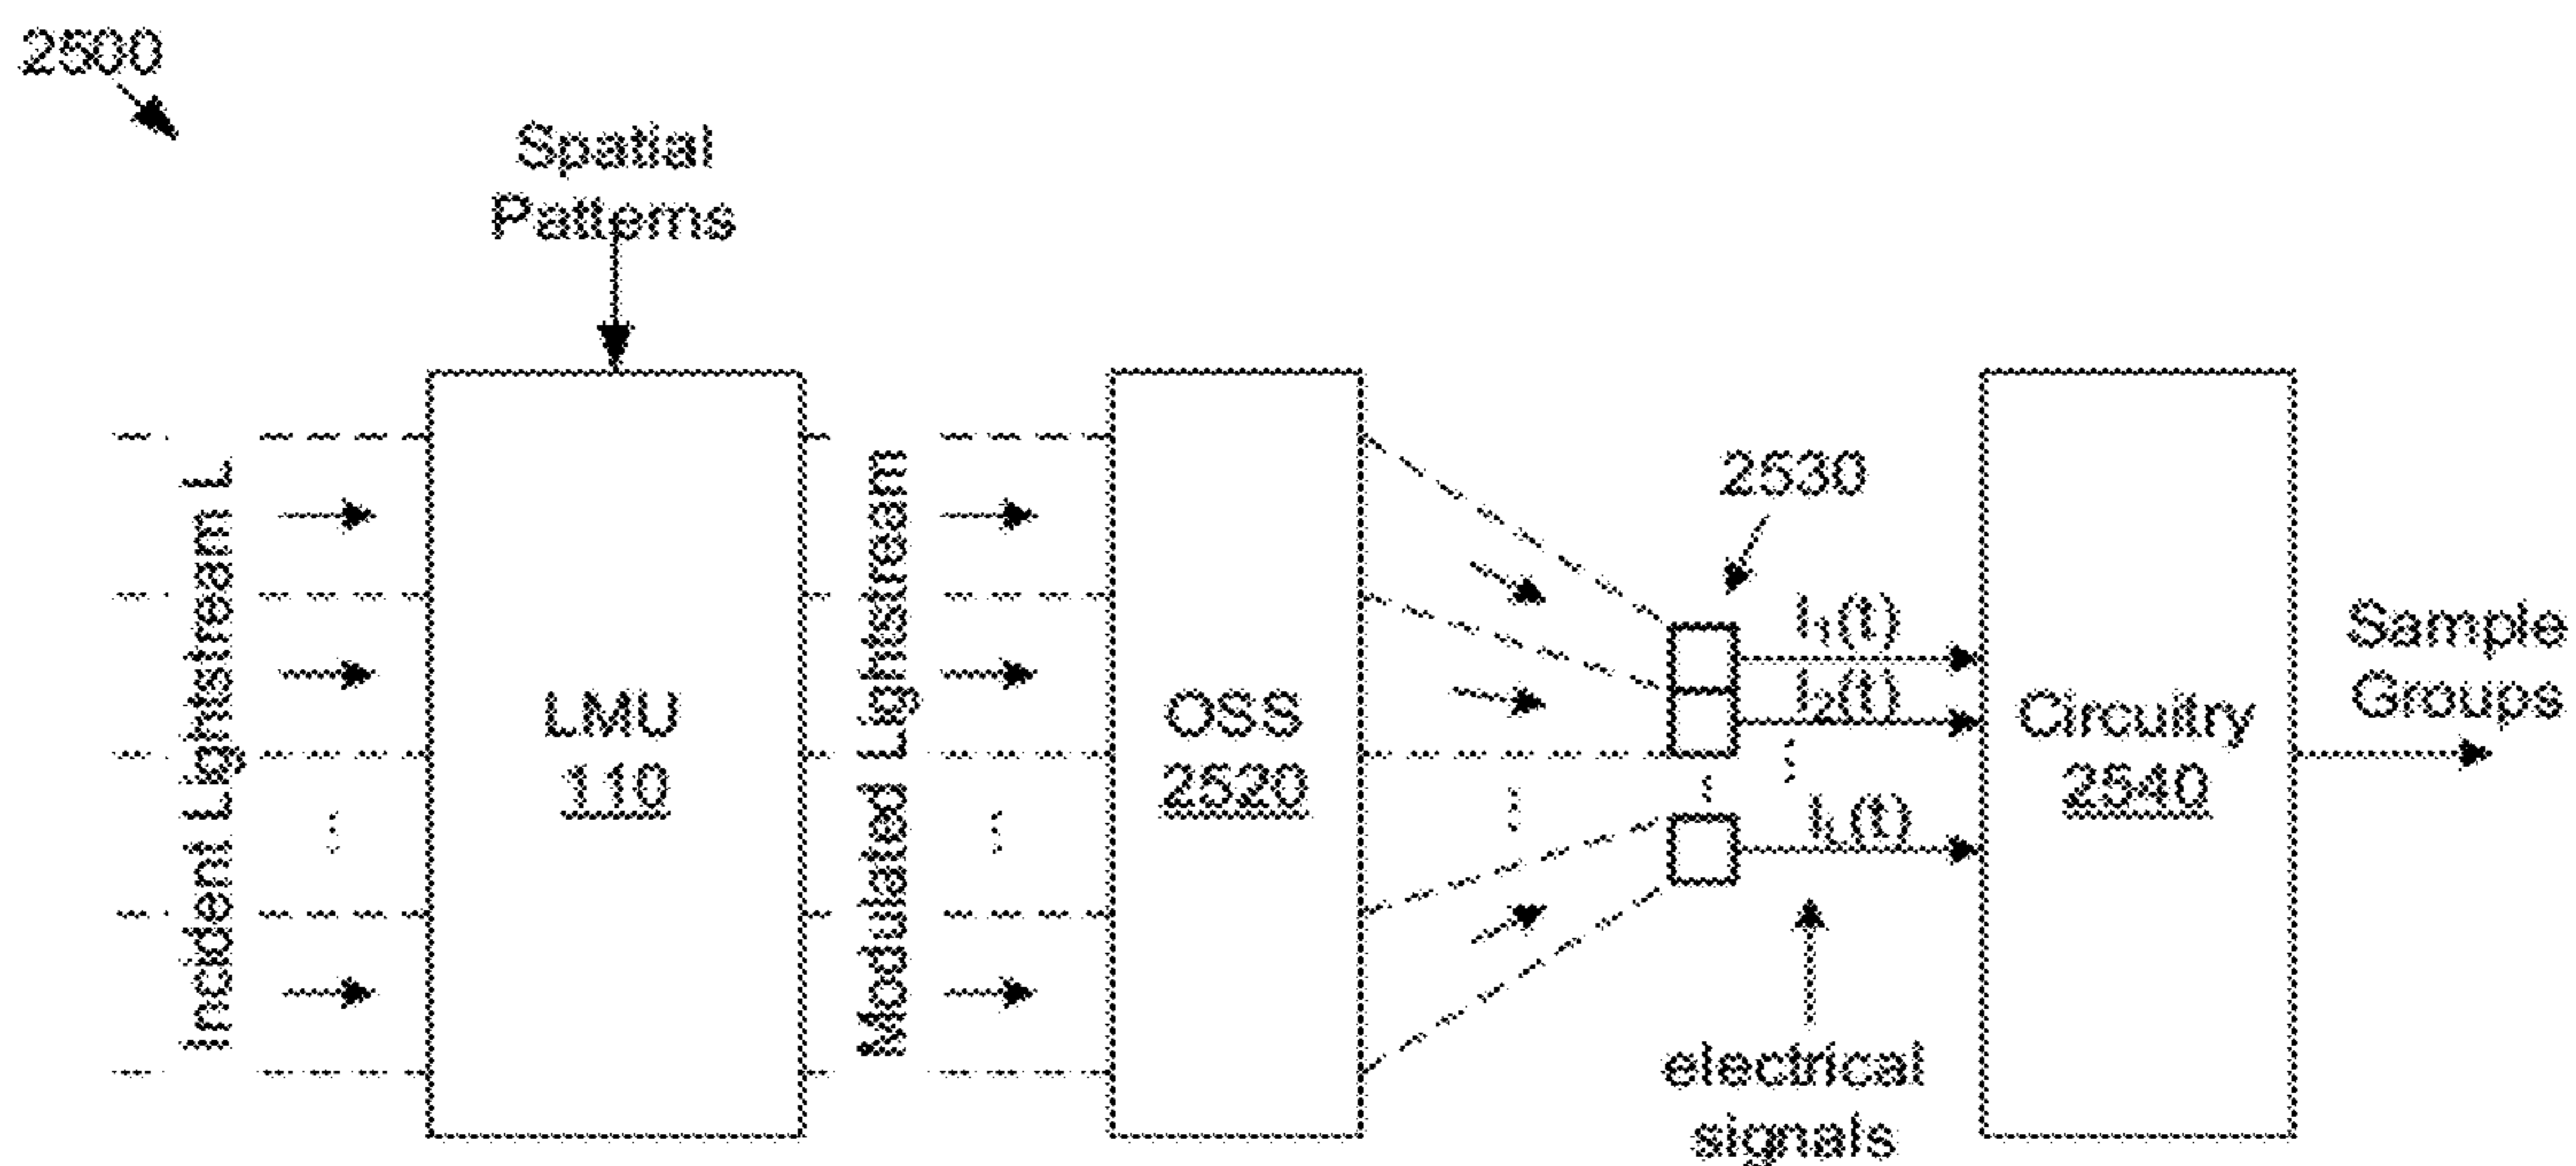 2500
Spatial
Patterns
Incident Lightstream L
LMU
110
Modulated Lightstream
OSS
2520
2530
I₁(t)
I₂(t)
I_L(t)
electrical
signals
Circuitry
2540
Sample
Groups